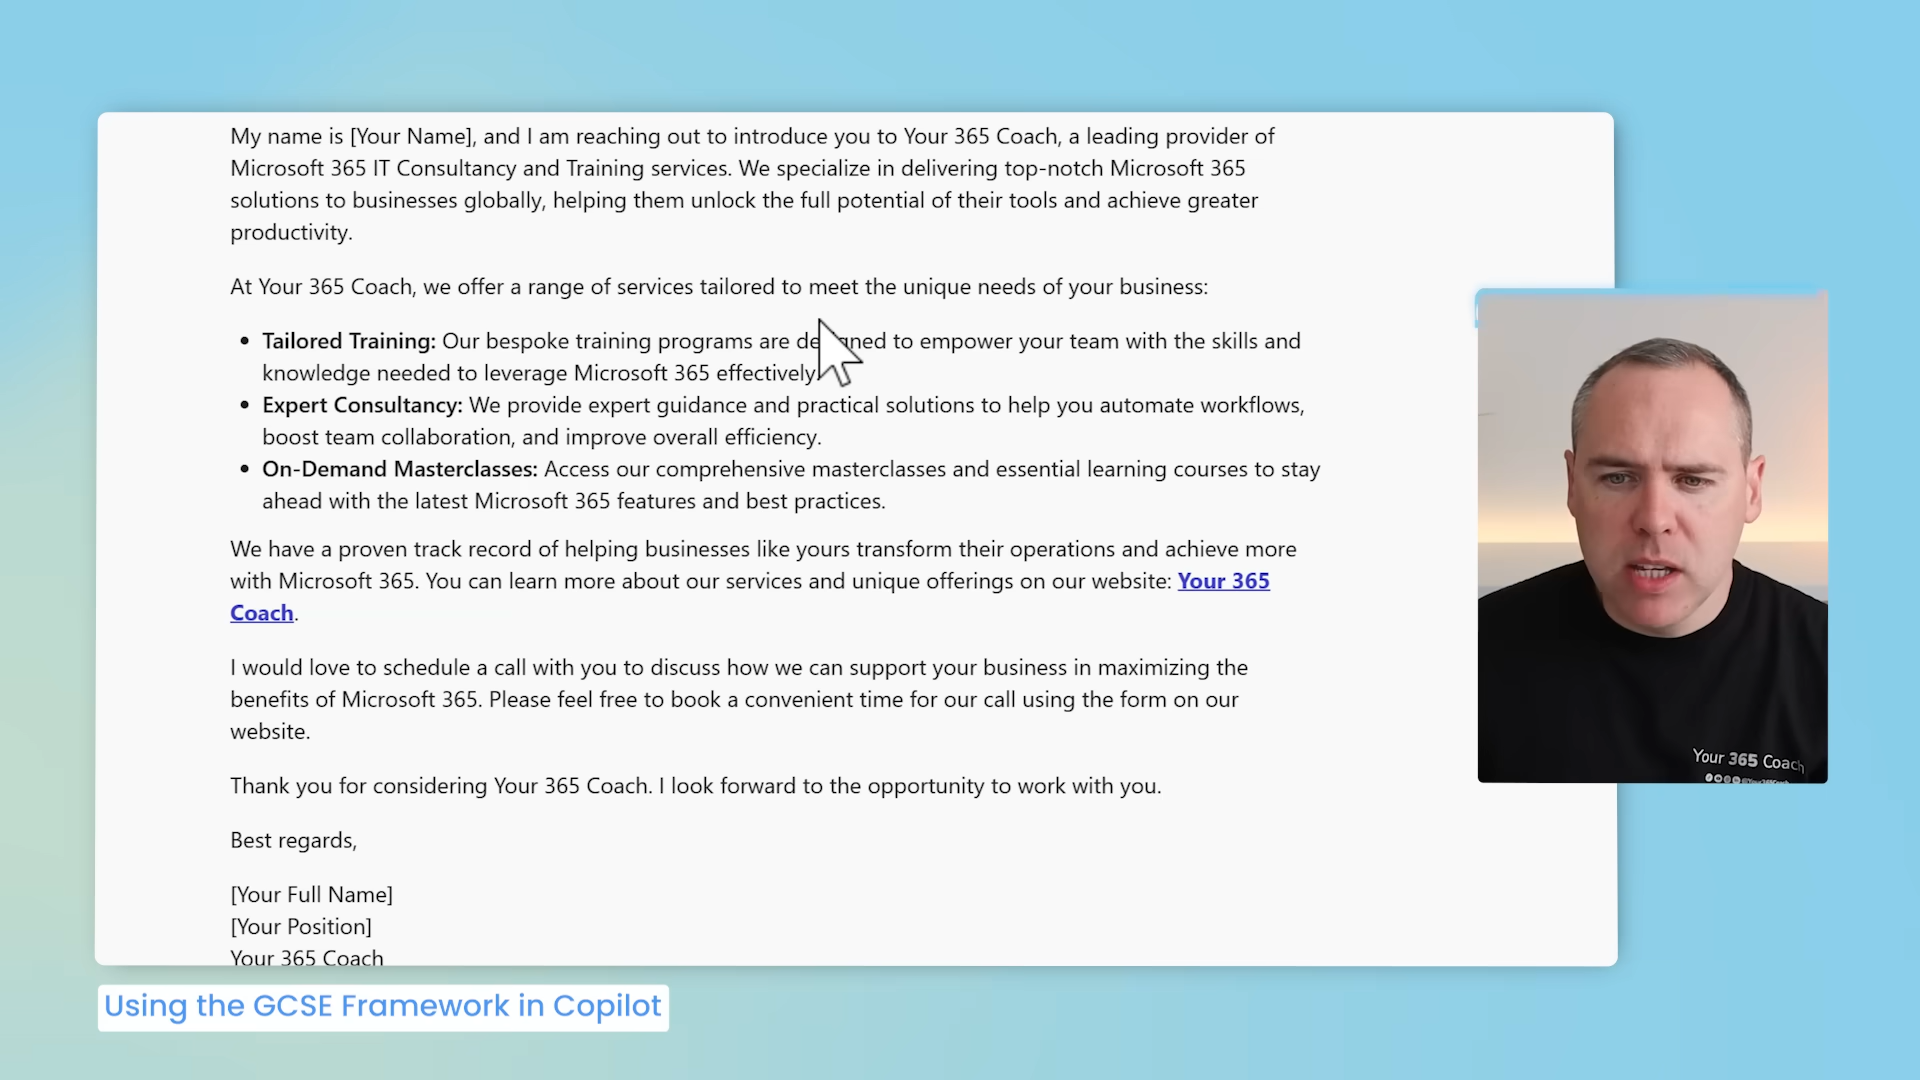 My name is [Your Name], and I am reaching out to introduce you to Your 365 Coach, a leading provider of
Microsoft 365 IT Consultancy and Training services. We specialize in delivering top-notch Microsoft 365
solutions to businesses globally, helping them unlock the full potential of their tools and achieve greater
productivity.
At Your 365 Coach, we offer a range of services tailored to meet the unique needs of your business:
• Tailored Training: Our bespoke training programs are designed to empower your team with the skills and
knowledge needed to leverage Microsoft 365 effectively.
• Expert Consultancy: We provide expert guidance and practical solutions to help you automate workflows,
boost team collaboration, and improve overall efficiency.
• On-Demand Masterclasses: Access our comprehensive masterclasses and essential learning courses to stay
ahead with the latest Microsoft 365 features and best practices.
We have a proven track record of helping businesses like yours transform their operations and achieve more
with Microsoft 365. You can learn more about our services and unique offerings on our website: Your 365
Coach.
I would love to schedule a call with you to discuss how we can support your business in maximizing the
benefits of Microsoft 365. Please feel free to book a convenient time for our call using the form on our
website.
Thank you for considering Your 365 Coach. I look forward to the opportunity to work with you.
Best regards,
[Your Full Name]
[Your Position]
Your 365 Coach
Your 365 Coach
Using the GCSE Framework in Copilot